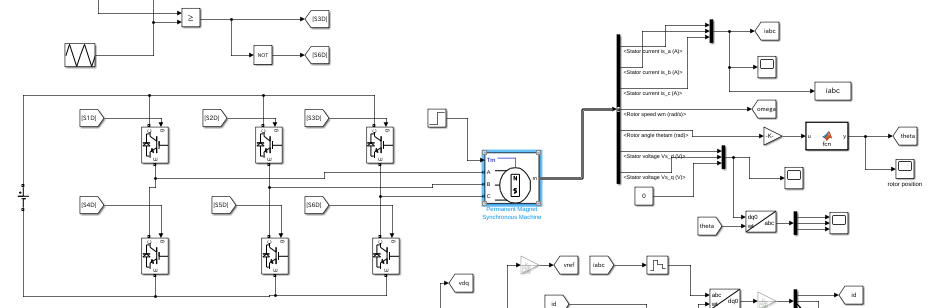 ≥
[S3D]
NOT
[S6D]
iabc
<Stator current is_a (A)>
<Stator current is_b (A)>
<Stator current is_c (A)>
iabc
<Rotor speed wm (rad/s)>
omega
<Rotor angle thetam (rad)>
-K-
u
y
fcn
theta
<Stator voltage Vs_d (V)>
<Stator voltage Vs_q (V)>
rotor position
0
[S1D]
[S2D]
[S3D]
Tm
A
B
C
m
Permanent Magnet
Synchronous Machine
[S4D]
[S5D]
[S6D]
theta
dq0
wt
abc
vref
iabc
vdq
id
abc
dq0
id